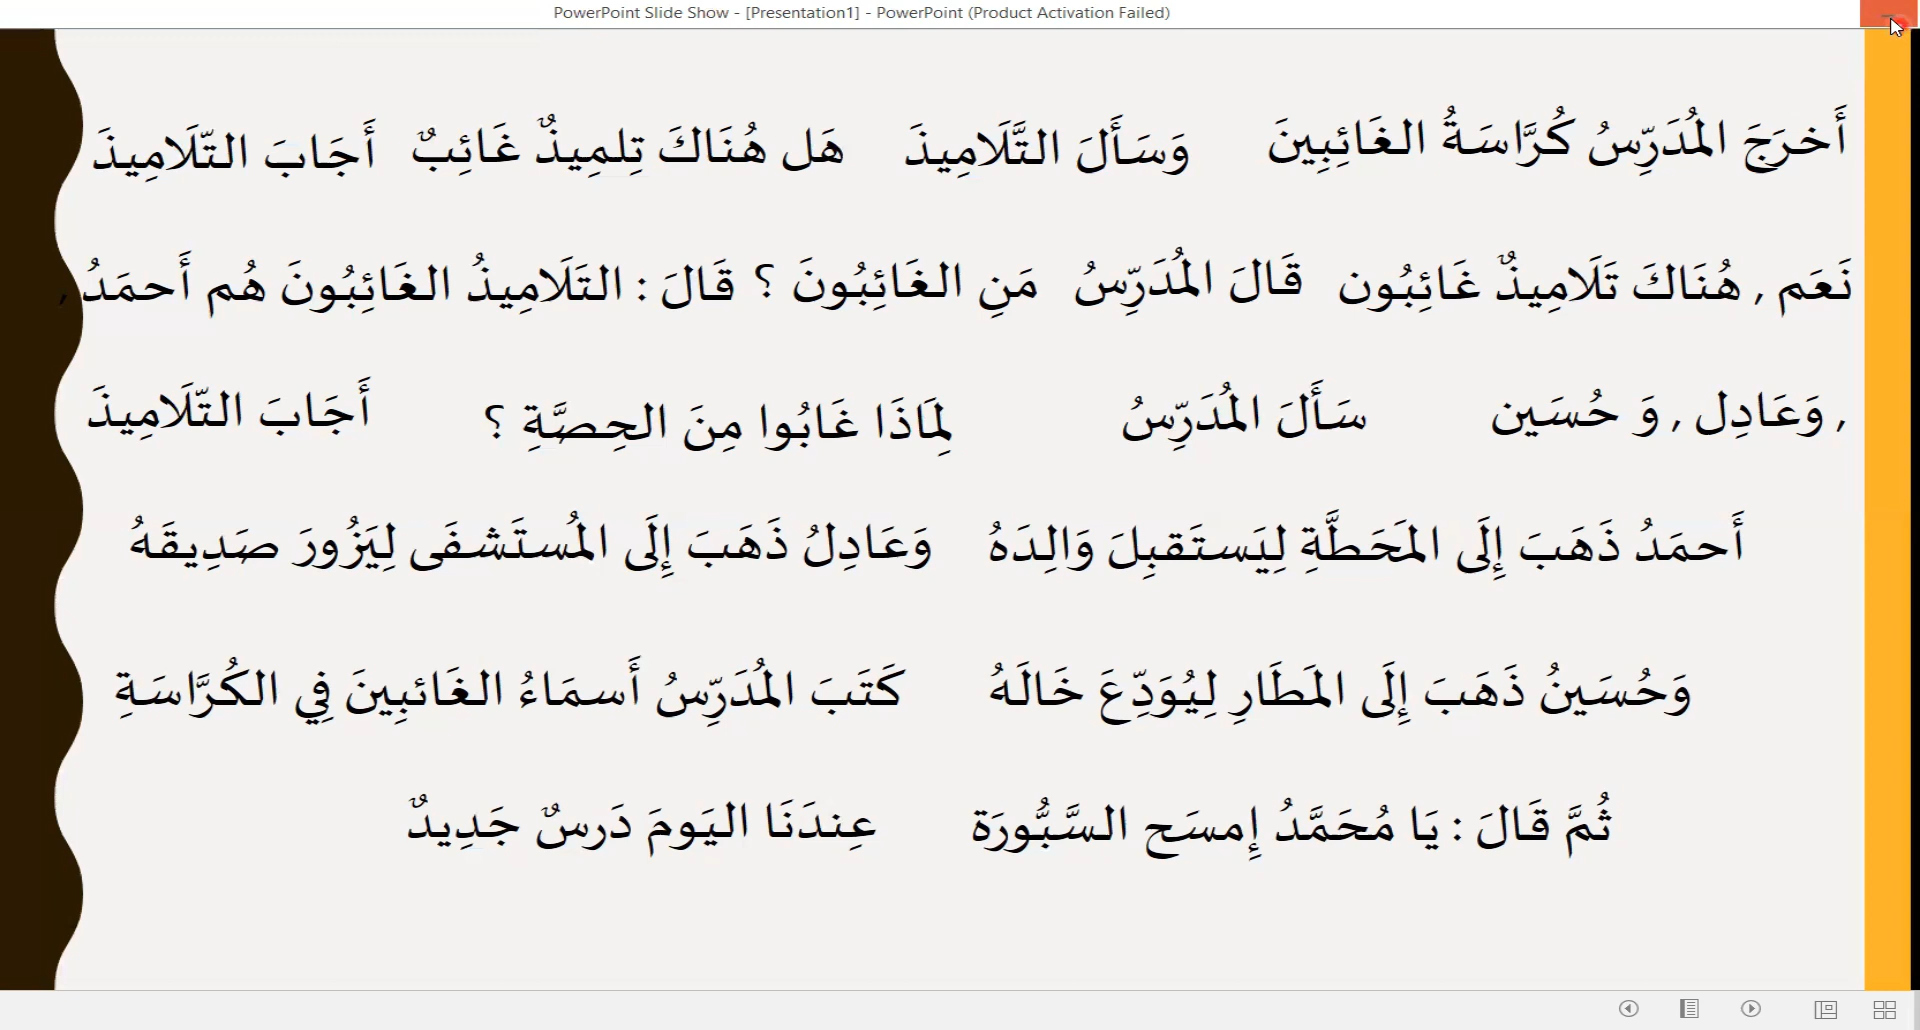 PowerPoint Slide Show - [Presentation1] - PowerPoint (Product Activation Failed)
أَخرَجَ المُدَرِّسُ كُرَّاسَةُ الغَائِبِينَ وَسَأَلَ التَّلَامِيذَ هَل هُنَاكَ تِلمِيذٌ غَائِبٌ أَجَابَ التّلَامِيذَ
نَعَم , هُنَاكَ تَلَامِيذٌ غَائِبُون قَالَ المُدَرِّسُ مَنِ الغَائِبُونَ ؟ قَالَ : التَلَامِيذُ الغَائِبُونَ هُم أَحمَدُ ,
, وَعَادِل , وَ حُسَين سَأَلَ المُدَرِّسُ لِمَاذَا غَابُوا مِنَ الحِصَّةِ ؟ أَجَابَ التّلَامِيذَ
أَحمَدُ ذَهَبَ إِلَى المَحَطَّةِ لِيَستَقبِلَ وَالِدَهُ وَعَادِلُ ذَهَبَ إِلَى المُستَشفَى لِيَزُورَ صَدِيقَهُ
وَحُسَينُ ذَهَبَ إِلَى المَطَارِ لِيُوَدِّعَ خَالَهُ كَتَبَ المُدَرِّسُ أَسمَاءُ الغَائبِينَ فِي الكُرَّاسَةِ
ثُمَّ قَالَ : يَا مُحَمَّدُ إِمسَح السَّبُّورَة عِندَنَا اليَومَ دَرسٌ جَدِيدٌ